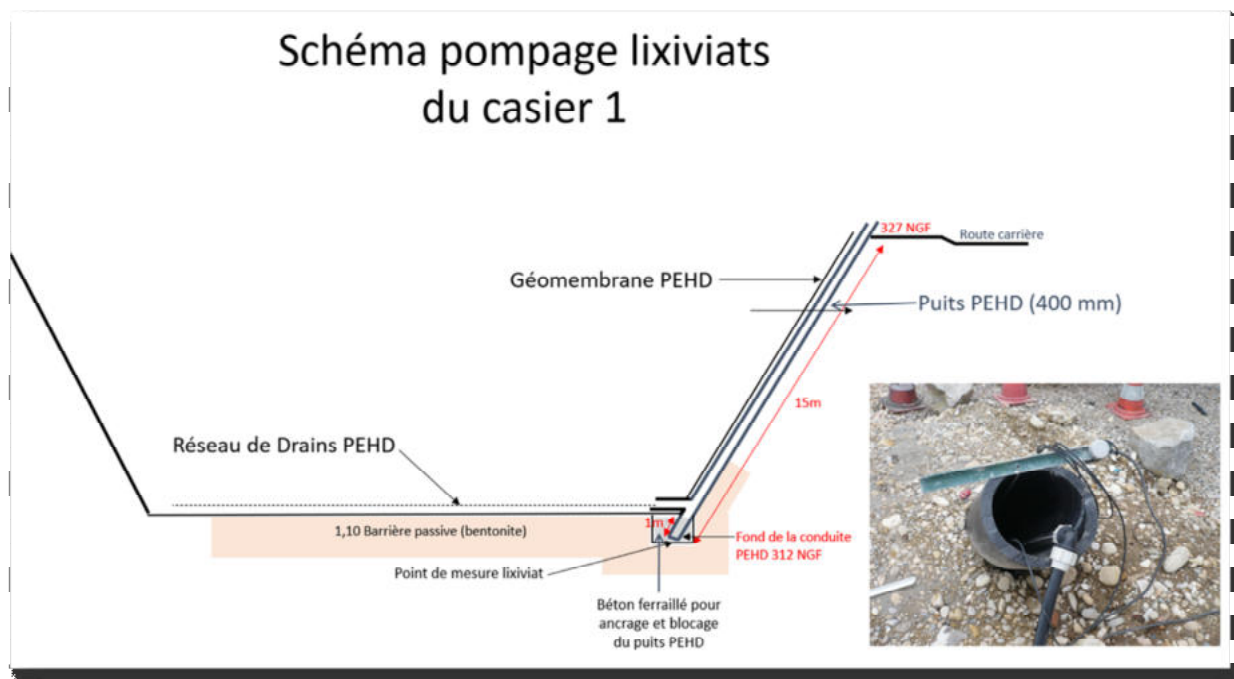 Schéma pompage lixiviats
du casier 1
327 NGF
Route carrière
Géomembrane PEHD
Puits PEHD (400 mm)
15m
Réseau de Drains PEHD
1m
1,10 Barrière passive (bentonite)
Fond de la conduite
PEHD 312 NGF
Point de mesure lixiviat
Béton ferraillé pour
ancrage et blocage
du puits PEHD